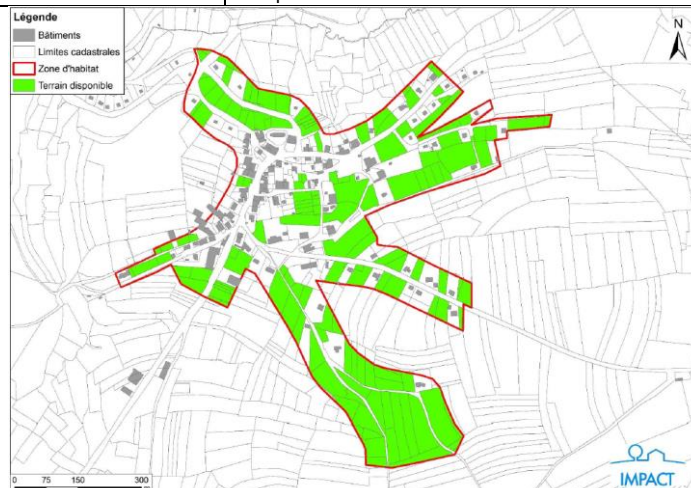 Légende
Bâtiments
Limites cadastrales
Zone d'habitat
Terrain disponible
N
0 75 150 300
IMPACT